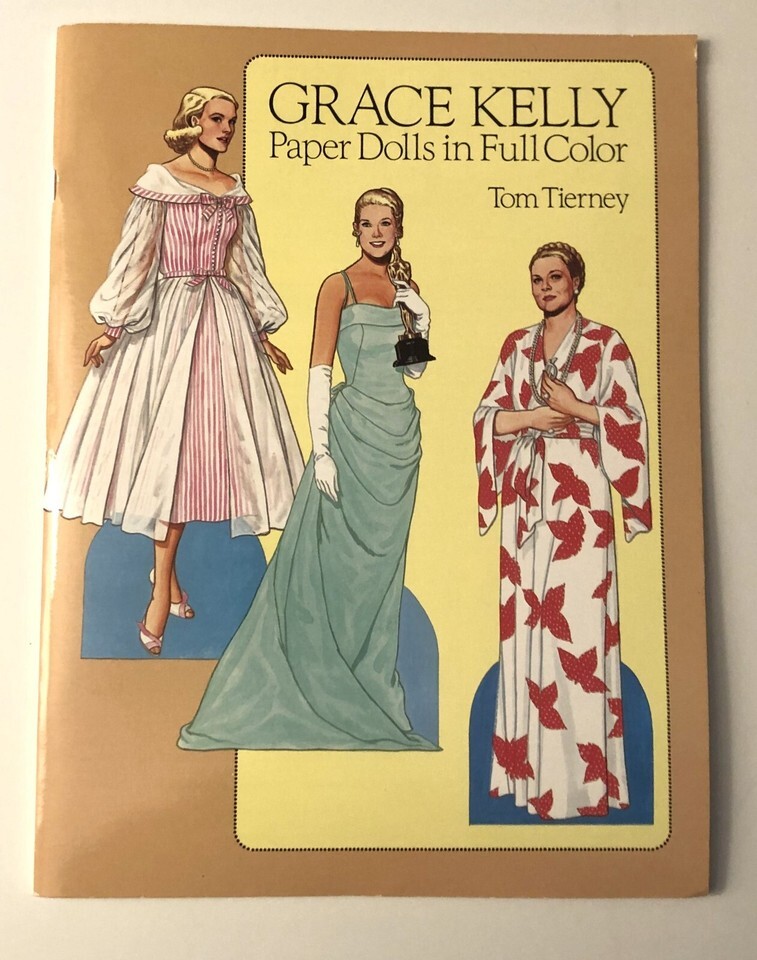 GRACE KELLY
Paper Dolls in Full Color
Tom Tierney